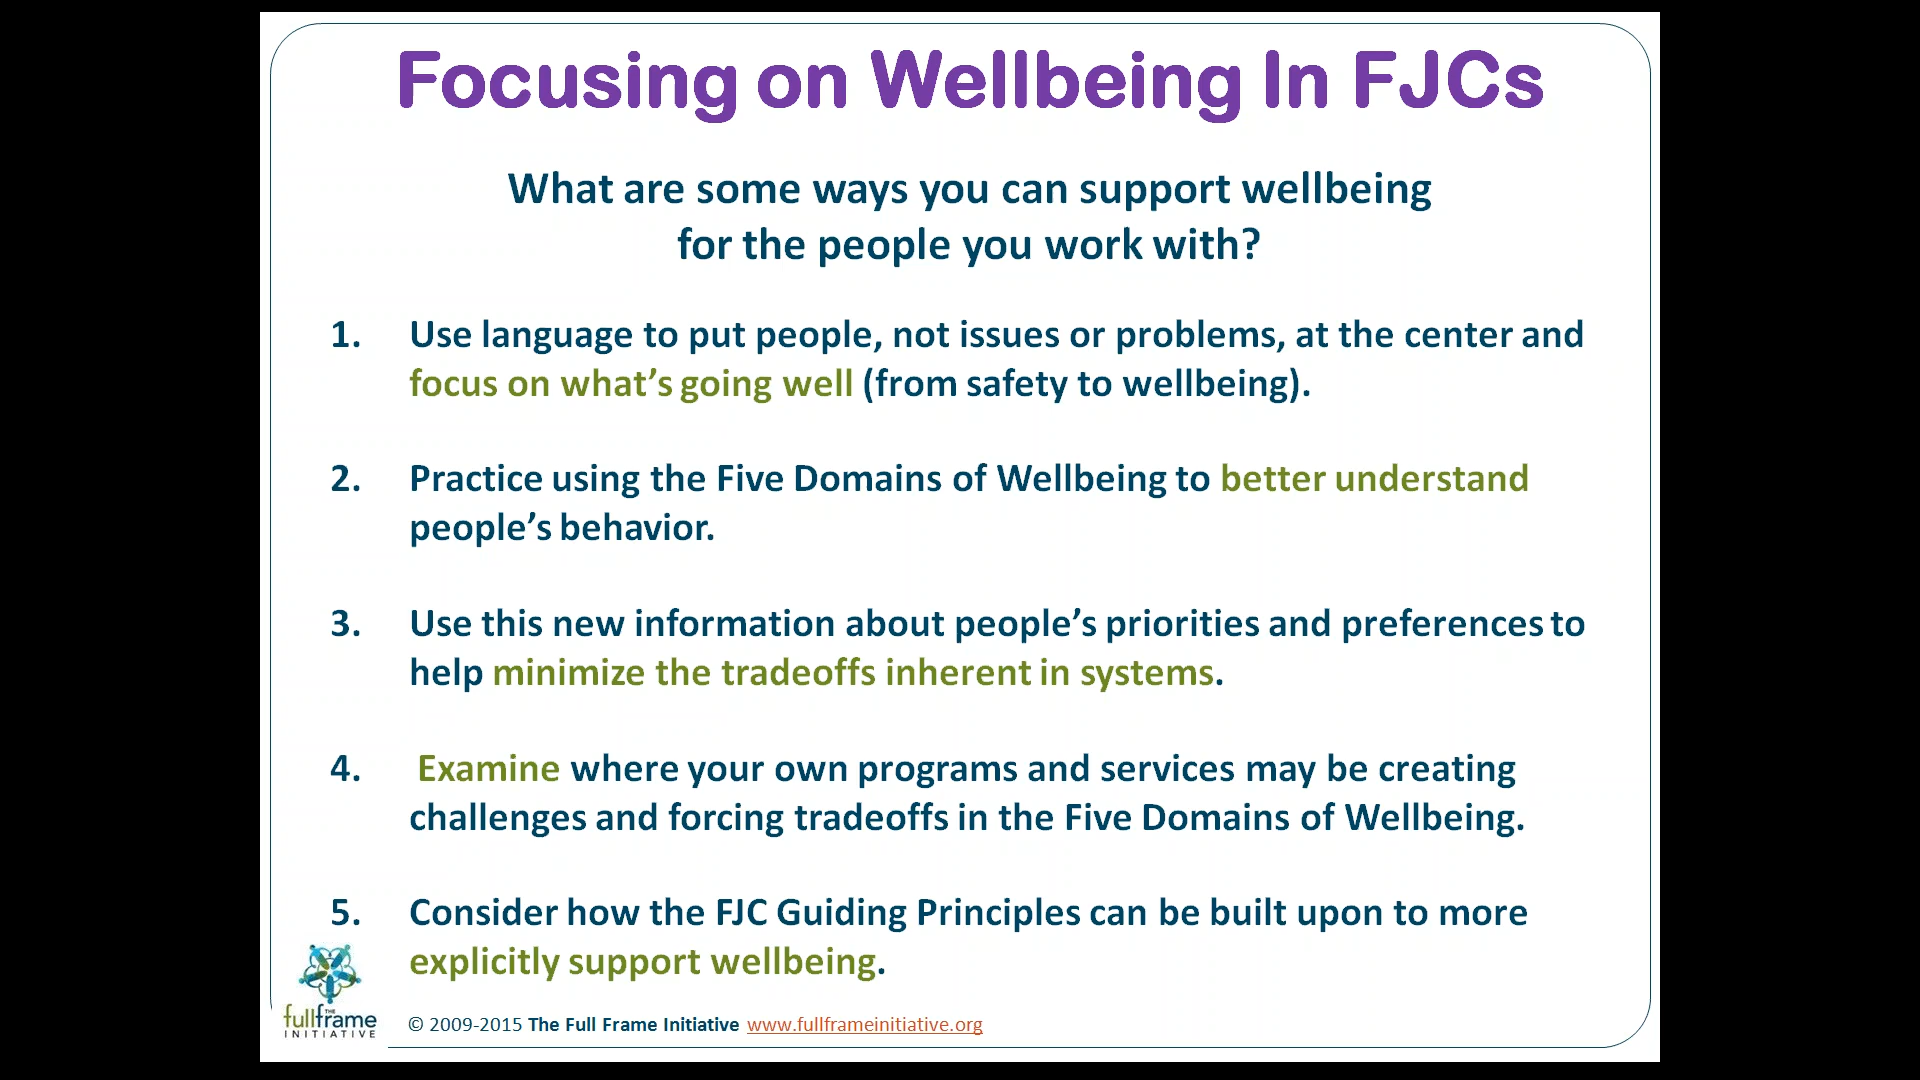 Focusing on Wellbeing In FJCs
What are some ways you can support wellbeing
for the people you work with?
1. Use language to put people, not issues or problems, at the center and
focus on what's going well (from safety to wellbeing).
2. Practice using the Five Domains of Wellbeing to better understand
people's behavior.
3. Use this new information about people's priorities and preferences to
help minimize the tradeoffs inherent in systems.
4. Examine where your own programs and services may be creating
challenges and forcing tradeoffs in the Five Domains of Wellbeing.
5. Consider how the FJC Guiding Principles can be built upon to more
explicitly support wellbeing.
THE
fullframe
INITIATIVE
© 2009-2015 The Full Frame Initiative www.fullframeinitiative.org